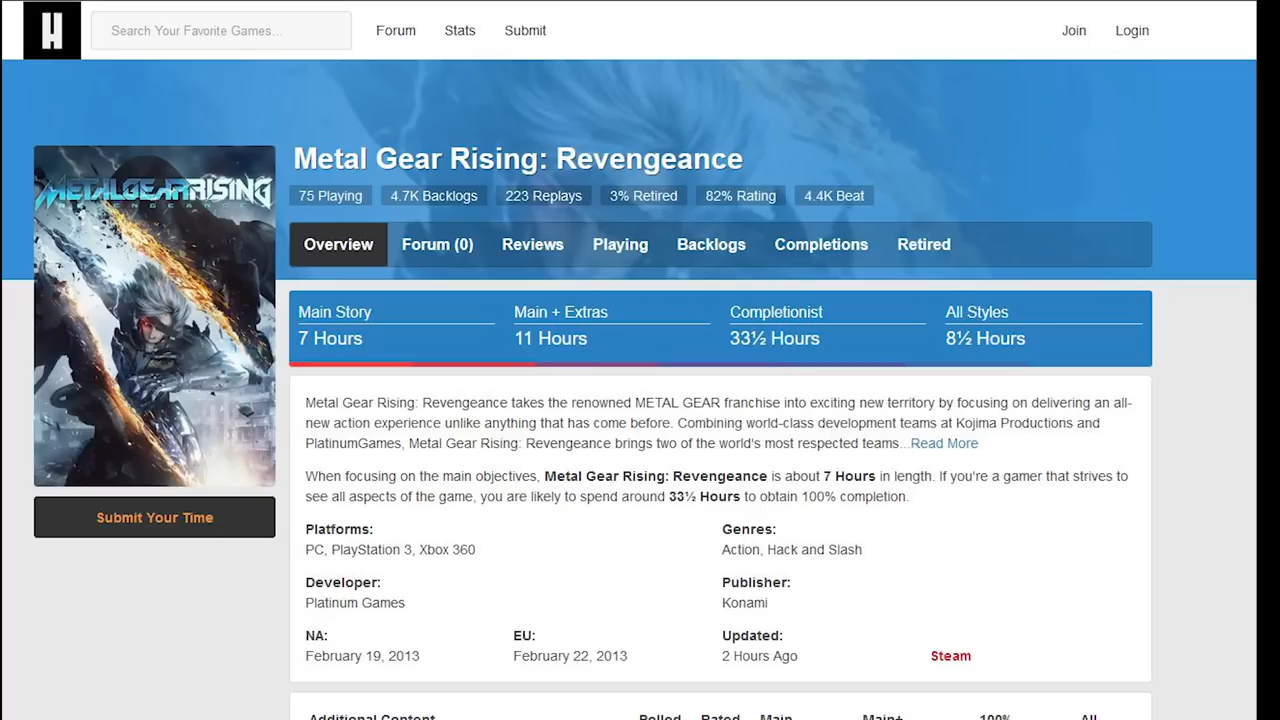 H
Search Your Favorite Games...
Forum
Stats
Submit
Join
Login
METAL GEAR RISING
REVENGEANCE
Metal Gear Rising: Revengeance
75 Playing
4.7K Backlogs
223 Replays
3% Retired
82% Rating
4.4K Beat
Overview
Forum (0)
Reviews
Playing
Backlogs
Completions
Retired
Main Story
7 Hours
Main + Extras
11 Hours
Completionist
33½ Hours
All Styles
8½ Hours
Metal Gear Rising: Revengeance takes the renowned METAL GEAR franchise into exciting new territory by focusing on delivering an all-
new action experience unlike anything that has come before. Combining world-class development teams at Kojima Productions and
PlatinumGames, Metal Gear Rising: Revengeance brings two of the world's most respected teams...Read More
When focusing on the main objectives, Metal Gear Rising: Revengeance is about 7 Hours in length. If you're a gamer that strives to
see all aspects of the game, you are likely to spend around 33½ Hours to obtain 100% completion.
Submit Your Time
Platforms:
PC, PlayStation 3, Xbox 360
Genres:
Action, Hack and Slash
Developer:
Platinum Games
Publisher:
Konami
NA:
February 19, 2013
EU:
February 22, 2013
Updated:
2 Hours Ago
Steam
Additional Content
Polled
Rated
Main
Main+
100%
All